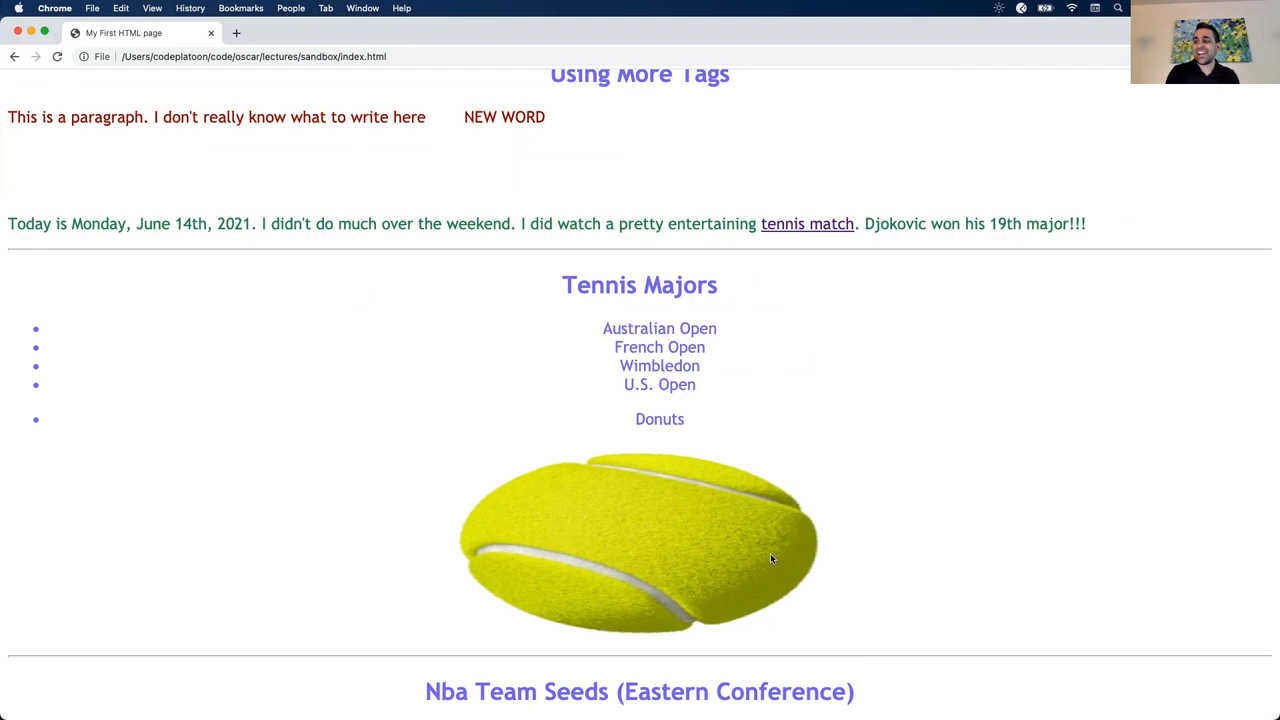 Chrome File Edit View History Bookmarks People Tab Window Help
My First HTML page
File /Users/codeplatoon/code/oscar/lectures/sandbox/index.html
Using More Tags
This is a paragraph. I don't really know what to write here NEW WORD
Today is Monday, June 14th, 2021. I didn't do much over the weekend. I did watch a pretty entertaining tennis match. Djokovic won his 19th major!!!
Tennis Majors
Australian Open
French Open
Wimbledon
U.S. Open
Donuts
Nba Team Seeds (Eastern Conference)